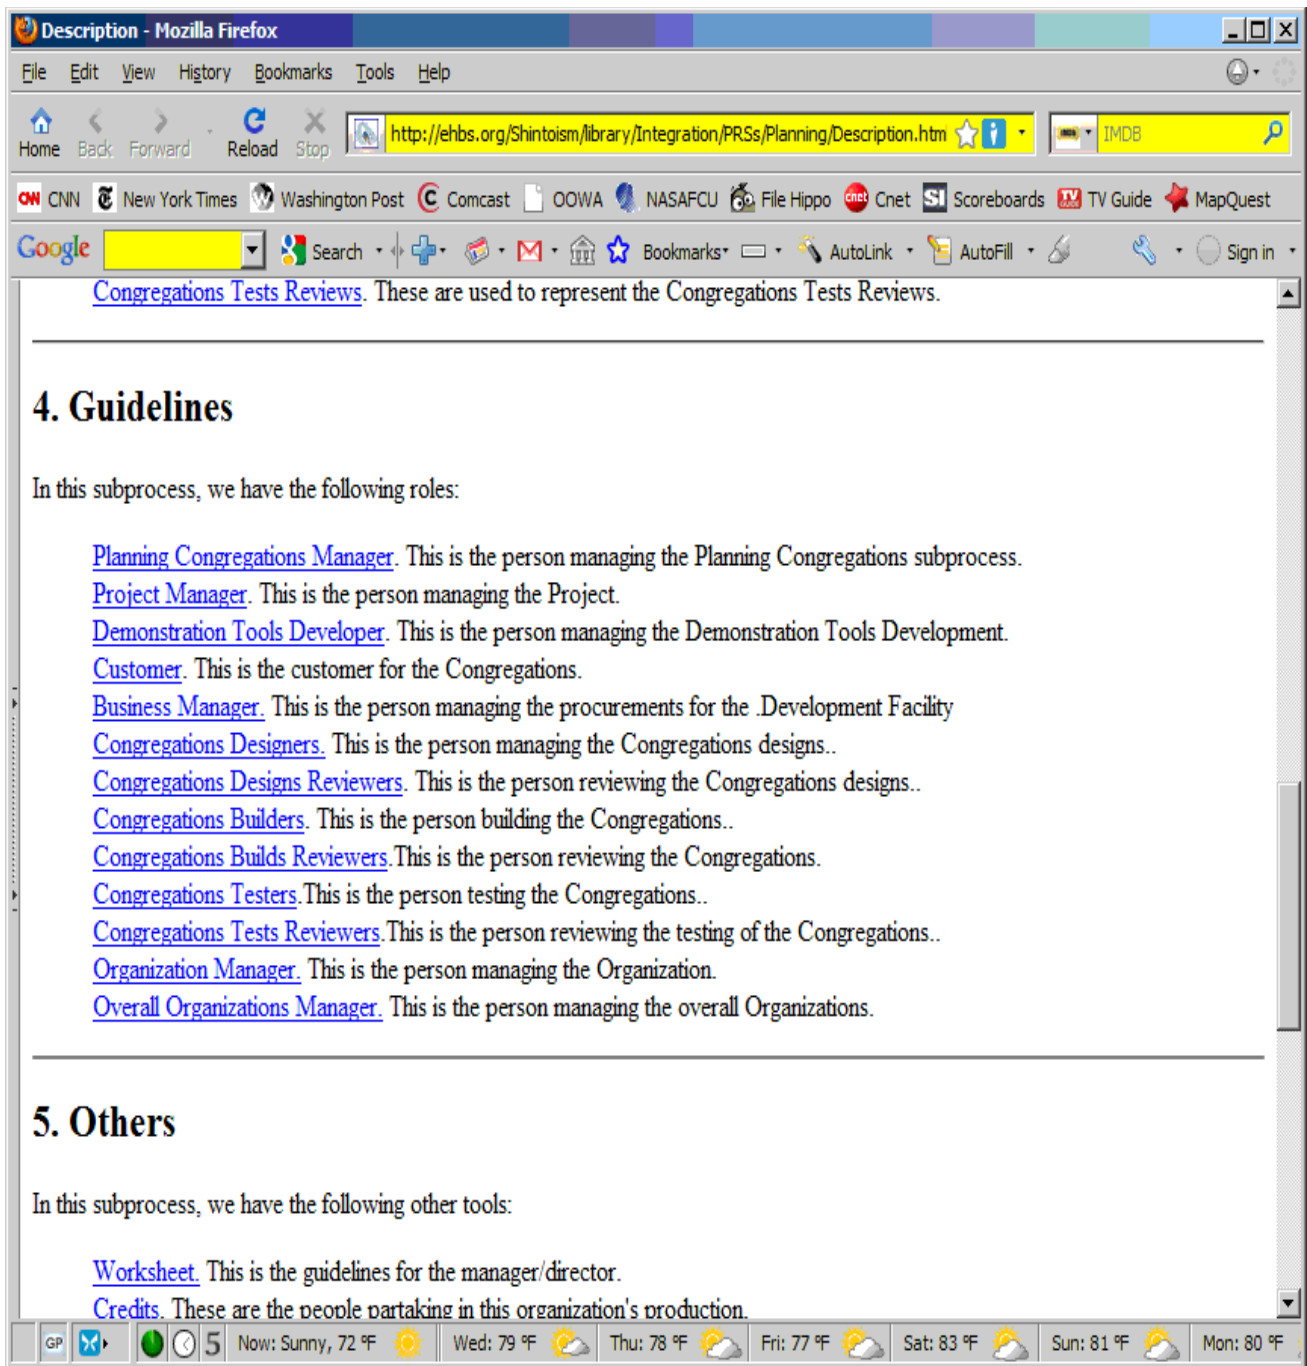 Description - Mozilla Firefox
File Edit View History Bookmarks Tools Help
Home Back Forward Reload Stop http://ehbs.org/Shintoism/library/Integration/PRSs/Planning/Description.htm IMDB
CNN New York Times Washington Post Comcast OOWA NASAFCU File Hippo Cnet Scoreboards TV Guide MapQuest
Google Search Bookmarks AutoLink AutoFill Sign in
Congregations Tests Reviews. These are used to represent the Congregations Tests Reviews.
4. Guidelines
In this subprocess, we have the following roles:
Planning Congregations Manager. This is the person managing the Planning Congregations subprocess.
Project Manager. This is the person managing the Project.
Demonstration Tools Developer. This is the person managing the Demonstration Tools Development.
Customer. This is the customer for the Congregations.
Business Manager. This is the person managing the procurements for the .Development Facility
Congregations Designers. This is the person managing the Congregations designs..
Congregations Designs Reviewers. This is the person reviewing the Congregations designs..
Congregations Builders. This is the person building the Congregations..
Congregations Builds Reviewers.This is the person reviewing the Congregations.
Congregations Testers.This is the person testing the Congregations..
Congregations Tests Reviewers.This is the person reviewing the testing of the Congregations..
Organization Manager. This is the person managing the Organization.
Overall Organizations Manager. This is the person managing the overall Organizations.
5. Others
In this subprocess, we have the following other tools:
Worksheet. This is the guidelines for the manager/director.
Credits. These are the people partaking in this organization's production.
GP 5 Now: Sunny, 72 °F Wed: 79 °F Thu: 78 °F Fri: 77 °F Sat: 83 °F Sun: 81 °F Mon: 80 °F